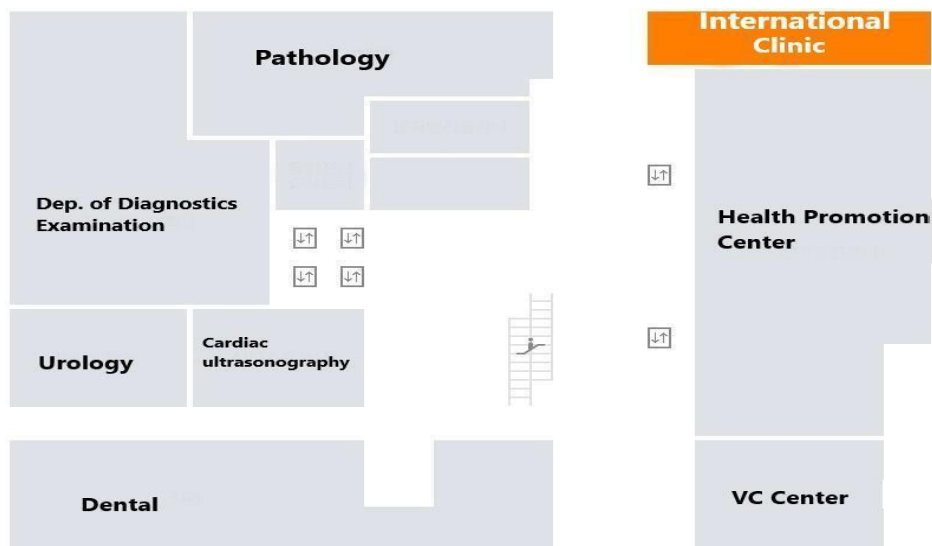 International
Clinic
Pathology
Dep. of Diagnostics
Examination
Health Promotion
Center
Cardiac
ultrasonography
Urology
Dental
VC Center